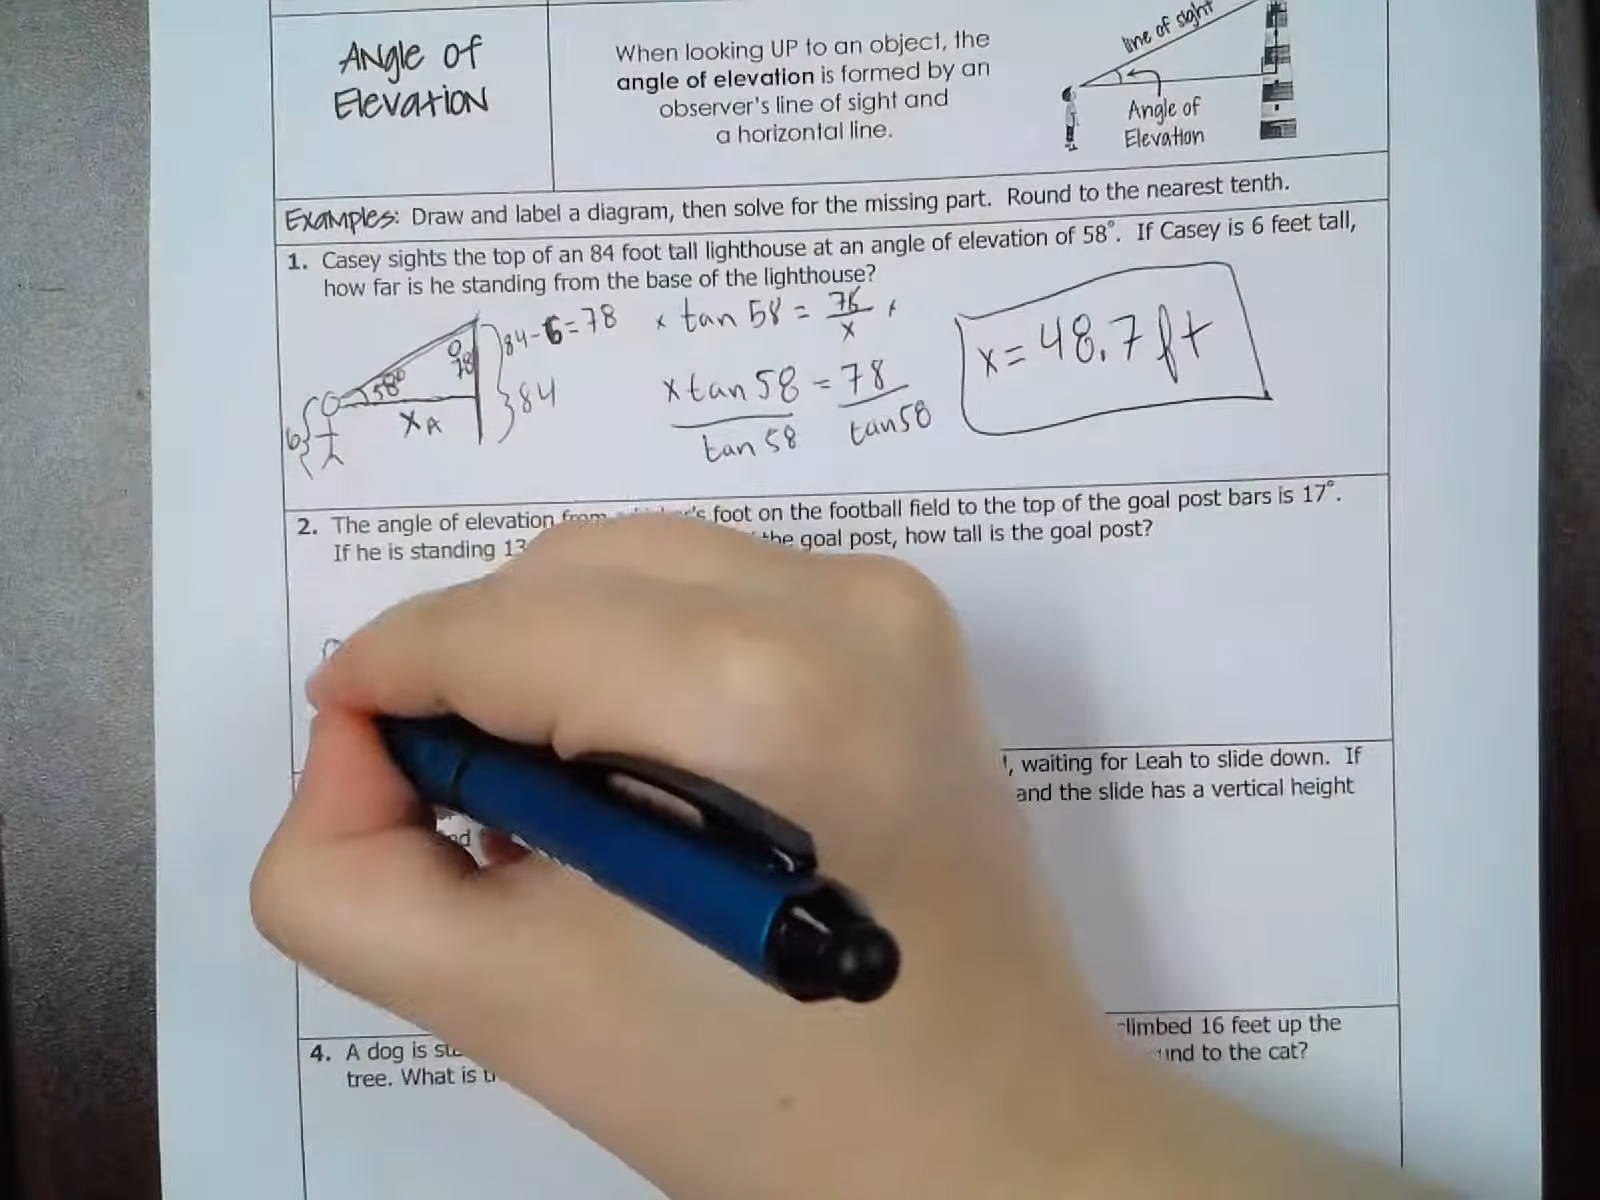 Angle of
Elevation
When looking UP to an object, the
angle of elevation is formed by an
observer's line of sight and
a horizontal line.
line of sight
Angle of
Elevation
Examples: Draw and label a diagram, then solve for the missing part. Round to the nearest tenth.
1. Casey sights the top of an 84 foot tall lighthouse at an angle of elevation of 58°. If Casey is 6 feet tall,
how far is he standing from the base of the lighthouse?
84-6=78
O
78
58°
84
6
x A
x tan 58 = 78/x x
x tan 58 = 78
tan 58 tan 58
x = 48.7 ft
2. The angle of elevation from foot on the football field to the top of the goal post bars is 17°.
If he is standing 13 the goal post, how tall is the goal post?
, waiting for Leah to slide down. If
and the slide has a vertical height
4. A dog is climbed 16 feet up the
tree. What is to the cat?